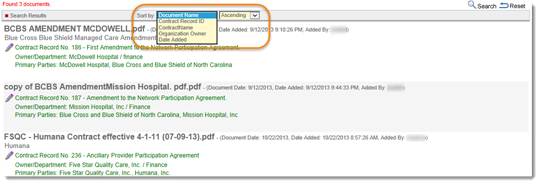 Found 3 documents
Search Reset
Search Results Sort by: Document Name Ascending
Contract Record ID
ContractName
Organization Owner
Date Added
BCBS AMENDMENT MCDOWELL.pdf Date Added: 9/12/2013 9:10:26 PM, Added By:
Blue Cross Blue Shield Managed Care Amendment
Contract Record No. 186 - First Amendment to the Network Participation Agreement.
Owner/Department: McDowell Hospital / finance
Primary Parties: McDowell Hospital, Blue Cross and Blue Shield of North Carolina
copy of BCBS AmendmentMission Hospital. pdf.pdf - (Document Date: 9/12/2013, Date Added: 9/12/2013 9:44:33 PM, Added By:
Contract Record No. 187 - Amendment to the Network Participation Agreement.
Owner/Department: Mission Hospital, Inc / Finance
Primary Parties: Blue Cross and Blue Shield of North Carolina, Mission Hospital, Inc
FSQC - Humana Contract effective 4-1-11 (07-09-13).pdf - (Document Date: 10/22/2013, Date Added: 10/22/2013 8:57:26 AM, Added By:
Humana
Contract Record No. 236 - Ancillary Provider Participation Agreement
Owner/Department: Five Star Quality Care, Inc. / Finance
Primary Parties: Five Star Quality Care, Inc., Humana, Inc.